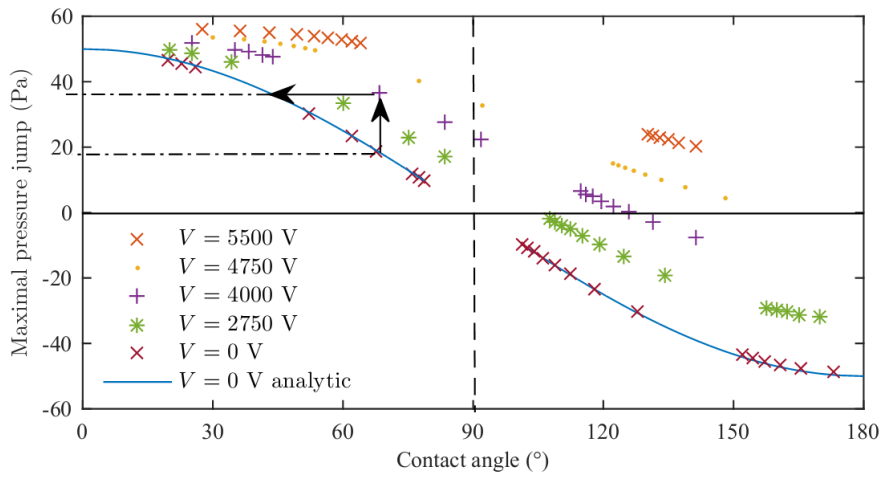 Maximal pressure jump (Pa)
60
40
20
0
-20
-40
-60
V = 5500 V
V = 4750 V
V = 4000 V
V = 2750 V
V = 0 V
V = 0 V analytic
0 30 60 90 120 150 180
Contact angle (°)